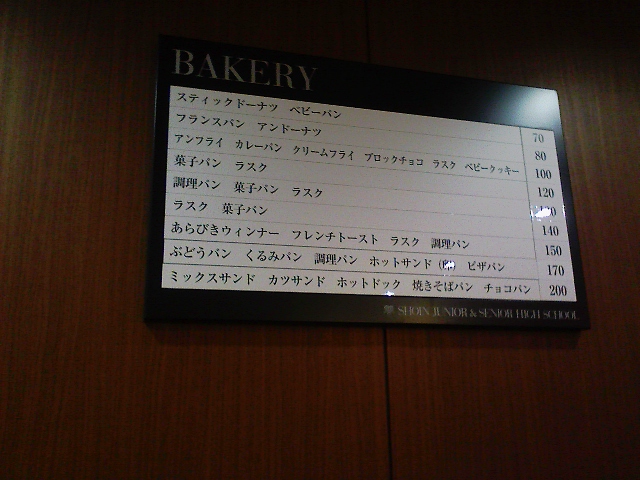 BAKERY
スティックドーナツ ベビーパン 70
フランスパン アンドーナツ 80
アンフライ カレーパン クリームフライ ブロックチョコ ラスク ベビークッキー 100
菓子パン ラスク 120
調理パン 菓子パン ラスク
ラスク 菓子パン 140
あらびきウィンナー フレンチトースト ラスク 調理パン 150
ぶどうパン くるみパン 調理パン ホットサンド ピザパン 170
ミックスサンド カツサンド ホットドック 焼きそばパン チョコパン 200
SHOIN JUNIOR & SENIOR HIGH SCHOOL